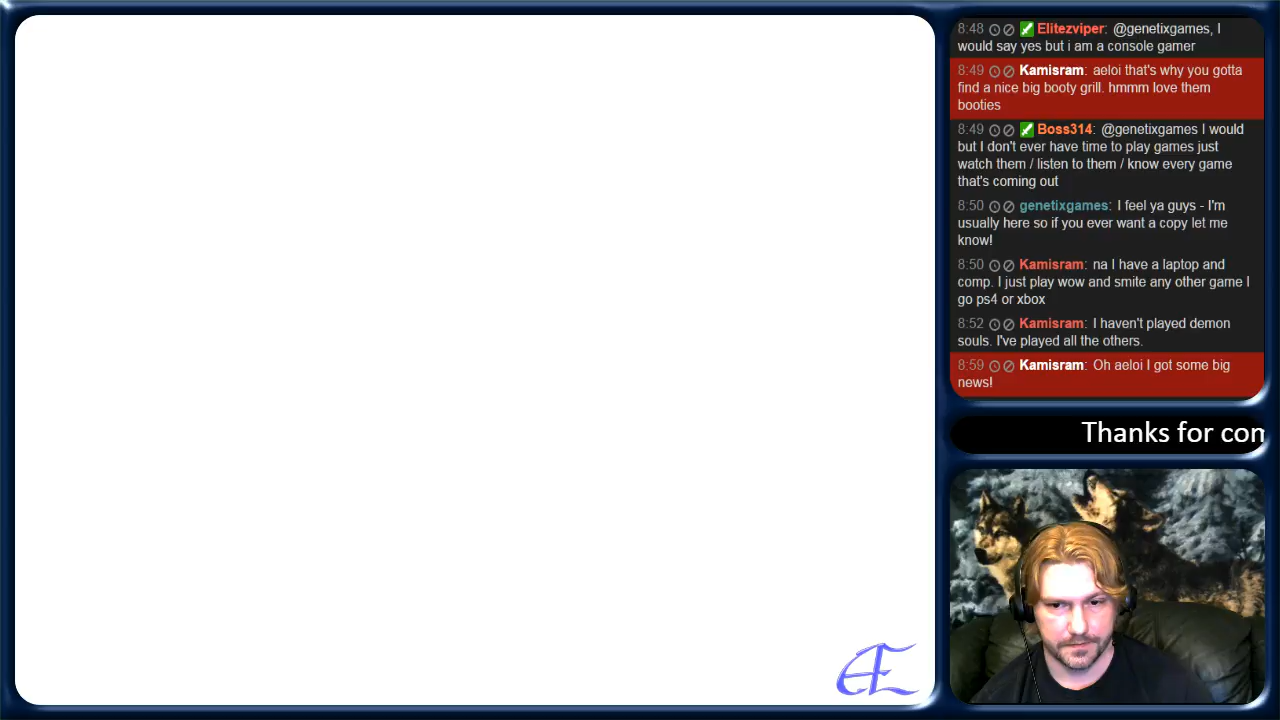 8:48 Elitezviper: @genetixgames, I
would say yes but i am a console gamer
8:49 Kamisram: aeloi that's why you gotta
find a nice big booty grill. hmmm love them
booties
8:49 Boss314: @genetixgames I would
but I don't ever have time to play games just
watch them / listen to them / know every game
that's coming out
8:50 genetixgames: I feel ya guys - I'm
usually here so if you ever want a copy let me
know!
8:50 Kamisram: na I have a laptop and
comp. I just play wow and smite any other game I
go ps4 or xbox
8:52 Kamisram: I haven't played demon
souls. I've played all the others.
8:59 Kamisram: Oh aeloi I got some big
news!
Thanks for com
Æ